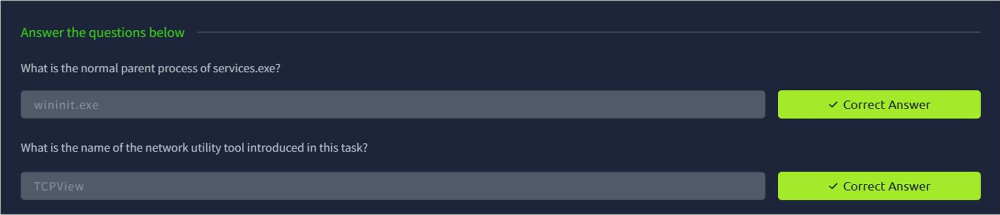 Answer the questions below
What is the normal parent process of services.exe?
wininit.exe
✓ Correct Answer
What is the name of the network utility tool introduced in this task?
TCPView
✓ Correct Answer